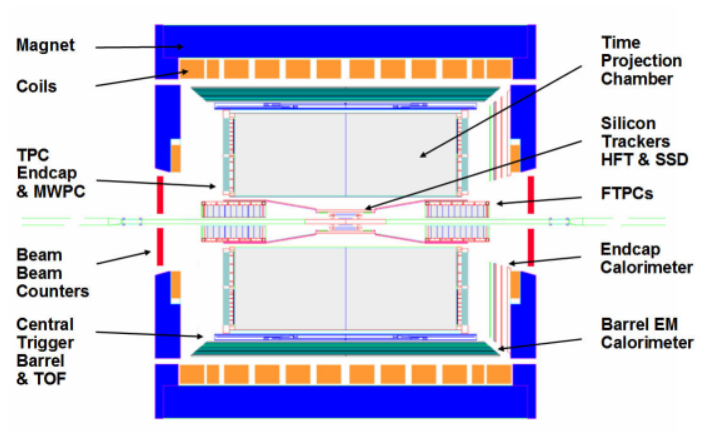 Magnet
Coils
TPC
Endcap
& MWPC
Beam
Beam
Counters
Central
Trigger
Barrel
& TOF
Time
Projection
Chamber
Silicon
Trackers
HFT & SSD
FTPCs
Endcap
Calorimeter
Barrel EM
Calorimeter